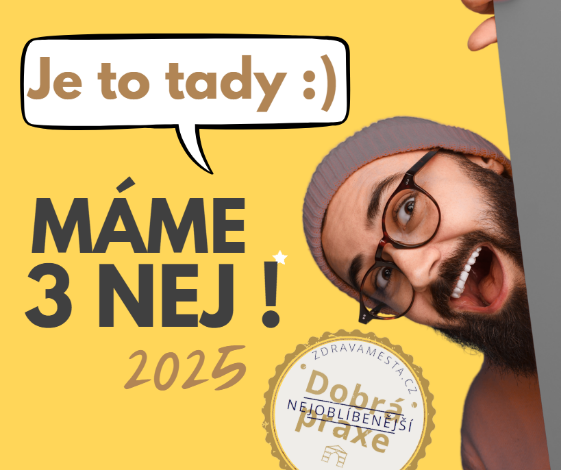 Je to tady :)
MÁME
3 NEJ !
2025
ZDRAVAMESTA.CZ
Dobrá
NEJOBLÍBENĚJŠÍ
praxe